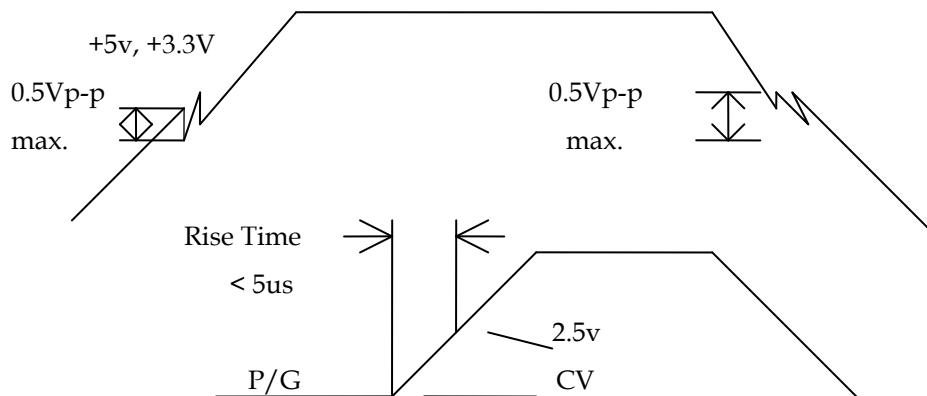 +5v, +3.3V
0.5Vp-p
max.
0.5Vp-p
max.
Rise Time
< 5us
2.5v
P/G
CV